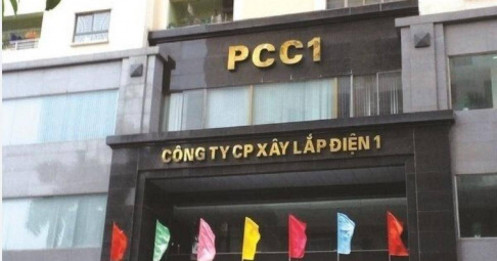 PCC1
CÔNG TY CP XÂY LẮP ĐIỆN 1